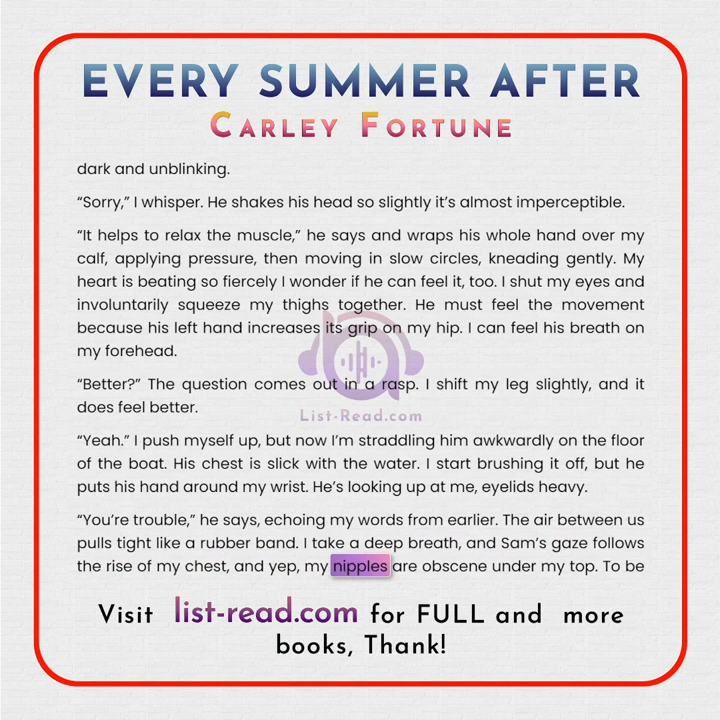 EVERY SUMMER AFTER
CARLEY FORTUNE
dark and unblinking.
“Sorry,” I whisper. He shakes his head so slightly it’s almost imperceptible.
“It helps to relax the muscle,” he says and wraps his whole hand over my
calf, applying pressure, then moving in slow circles, kneading gently. My
heart is beating so fiercely I wonder if he can feel it, too. I shut my eyes and
involuntarily squeeze my thighs together. He must feel the movement
because his left hand increases its grip on my hip. I can feel his breath on
my forehead.
“Better?” The question comes out in a rasp. I shift my leg slightly, and it
does feel better.
List-Read.com
“Yeah.” I push myself up, but now I’m straddling him awkwardly on the floor
of the boat. His chest is slick with the water. I start brushing it off, but he
puts his hand around my wrist. He’s looking up at me, eyelids heavy.
“You’re trouble,” he says, echoing my words from earlier. The air between us
pulls tight like a rubber band. I take a deep breath, and Sam’s gaze follows
the rise of my chest, and yep, my nipples are obscene under my top. To be
Visit list-read.com for FULL and more
books, Thank!